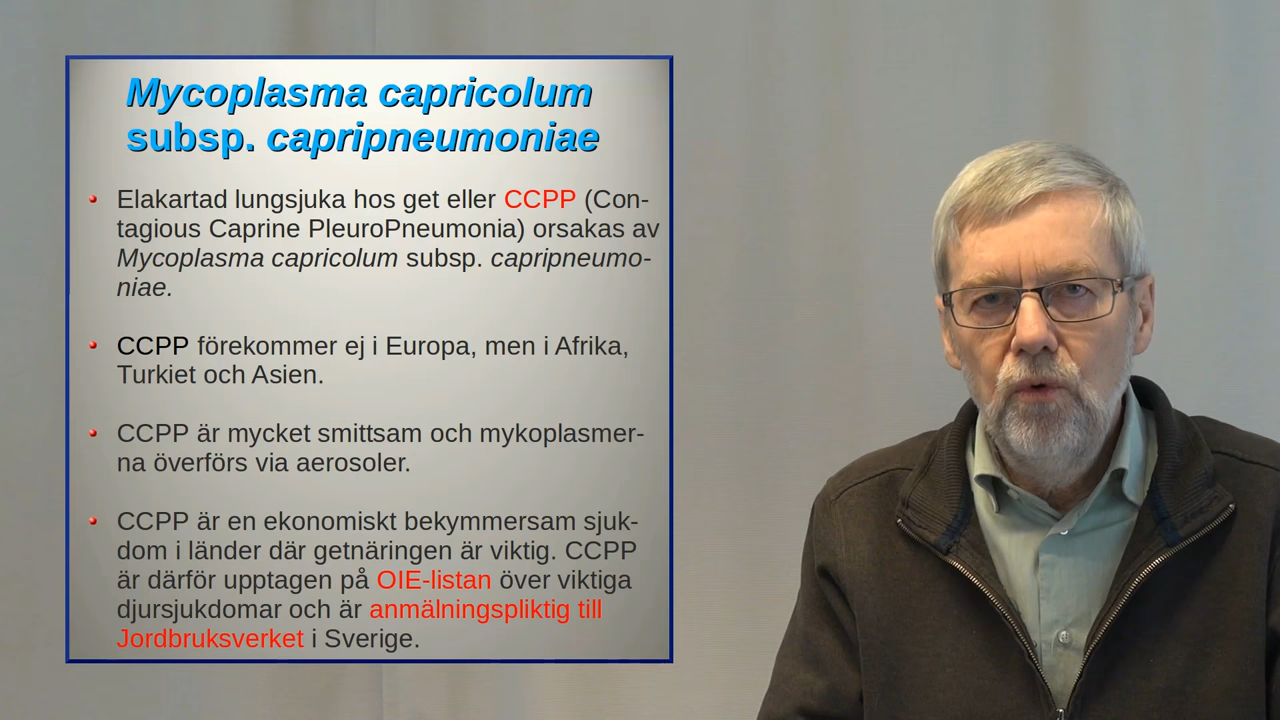 Mycoplasma capricolum
subsp. capripneumoniae
Elakartad lungsjuka hos get eller CCPP (Con-
tagious Caprine PleuroPneumonia) orsakas av
Mycoplasma capricolum subsp. capripneumo-
niae.
CCPP förekommer ej i Europa, men i Afrika,
Turkiet och Asien.
CCPP är mycket smittsam och mykoplasmer-
na överförs via aerosoler.
CCPP är en ekonomiskt bekymmersam sjuk-
dom i länder där getnäringen är viktig. CCPP
är därför upptagen på OIE-listan över viktiga
djursjukdomar och är anmälningspliktig till
Jordbruksverket i Sverige.